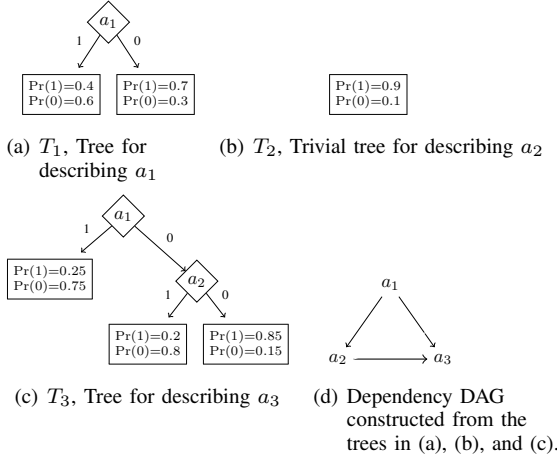 a₁
1 0
Pr(1)=0.4 Pr(1)=0.7 Pr(1)=0.9
Pr(0)=0.6 Pr(0)=0.3 Pr(0)=0.1
(a) T₁, Tree for
describing a₁
(b) T₂, Trivial tree for describing a₂
a₁
1 0
Pr(1)=0.25
Pr(0)=0.75
a₂
1 0
Pr(1)=0.2 Pr(1)=0.85
Pr(0)=0.8 Pr(0)=0.15
(c) T₃, Tree for describing a₃
a₁
a₂ a₃
(d) Dependency DAG
constructed from the
trees in (a), (b), and (c).